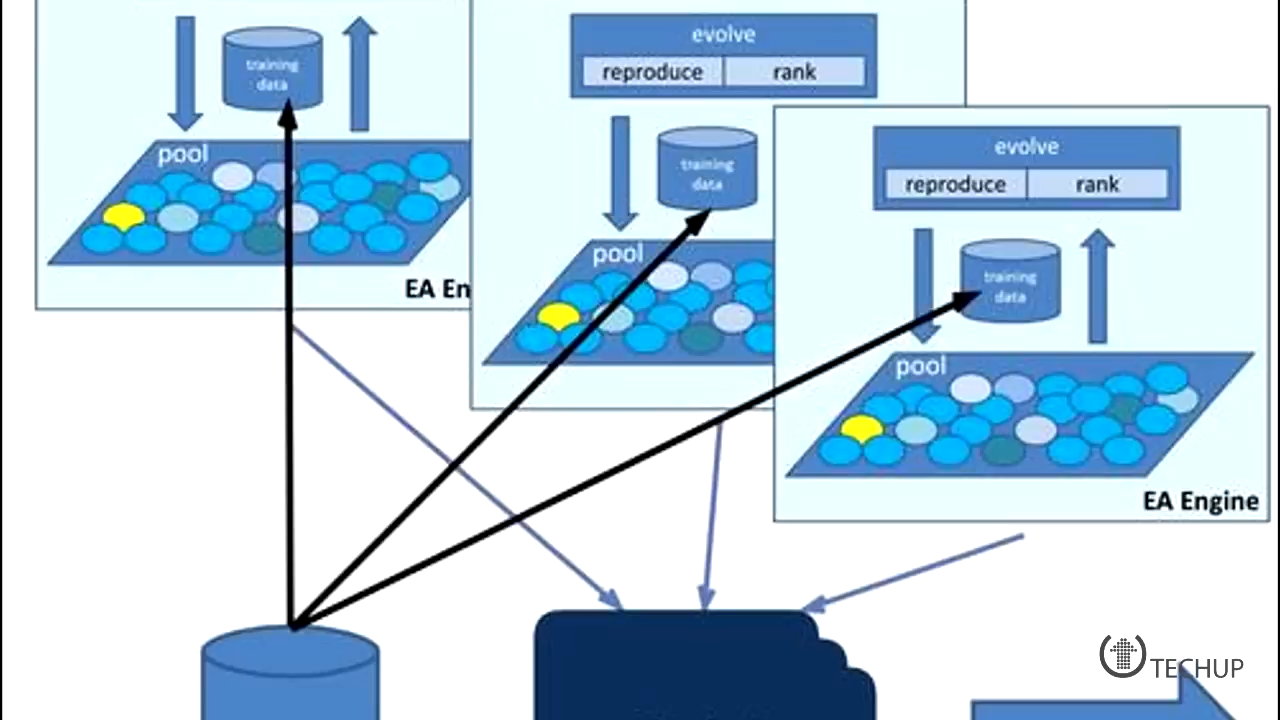 training
data
pool
EA En
evolve
reproduce rank
training
data
pool
evolve
reproduce rank
training
data
pool
EA Engine
TECHUP